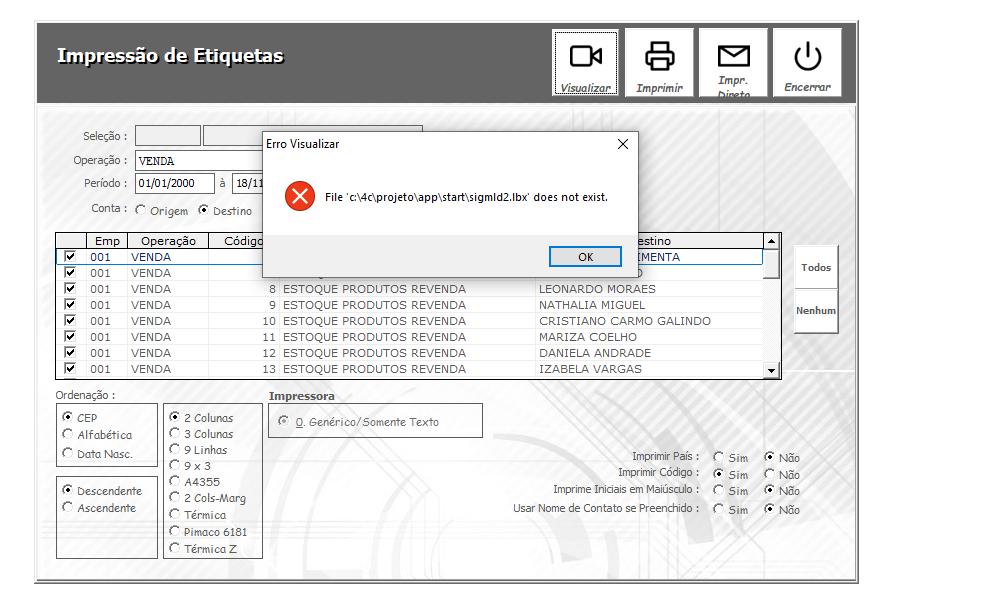 Impressão de Etiquetas
Visualizar
Imprimir
Impr.
Direto
Encerrar
Seleção :
Operação : VENDA
Período : 01/01/2000 à 18/11
Conta : Origem Destino
Erro Visualizar
File 'c:\4c\projeto\app\start\sigmld2.lbx' does not exist.
OK
Emp Operação Código estino
001 VENDA IMENTA
001 VENDA
001 VENDA 8 ESTOQUE PRODUTOS REVENDA LEONARDO MORAES
001 VENDA 9 ESTOQUE PRODUTOS REVENDA NATHALIA MIGUEL
001 VENDA 10 ESTOQUE PRODUTOS REVENDA CRISTIANO CARMO GALINDO
001 VENDA 11 ESTOQUE PRODUTOS REVENDA MARIZA COELHO
001 VENDA 12 ESTOQUE PRODUTOS REVENDA DANIELA ANDRADE
001 VENDA 13 ESTOQUE PRODUTOS REVENDA IZABELA VARGAS
Todos
Nenhum
Ordenação :
CEP
Alfabética
Data Nasc.
Descendente
Ascendente
2 Colunas
3 Colunas
9 Linhas
9 x 3
A4355
2 Cols-Marg
Térmica
Pimaco 6181
Térmica Z
Impressora
0. Genérico/Somente Texto
Imprimir País : Sim Não
Imprimir Código : Sim Não
Imprime Iniciais em Maiúsculo : Sim Não
Usar Nome de Contato se Preenchido : Sim Não